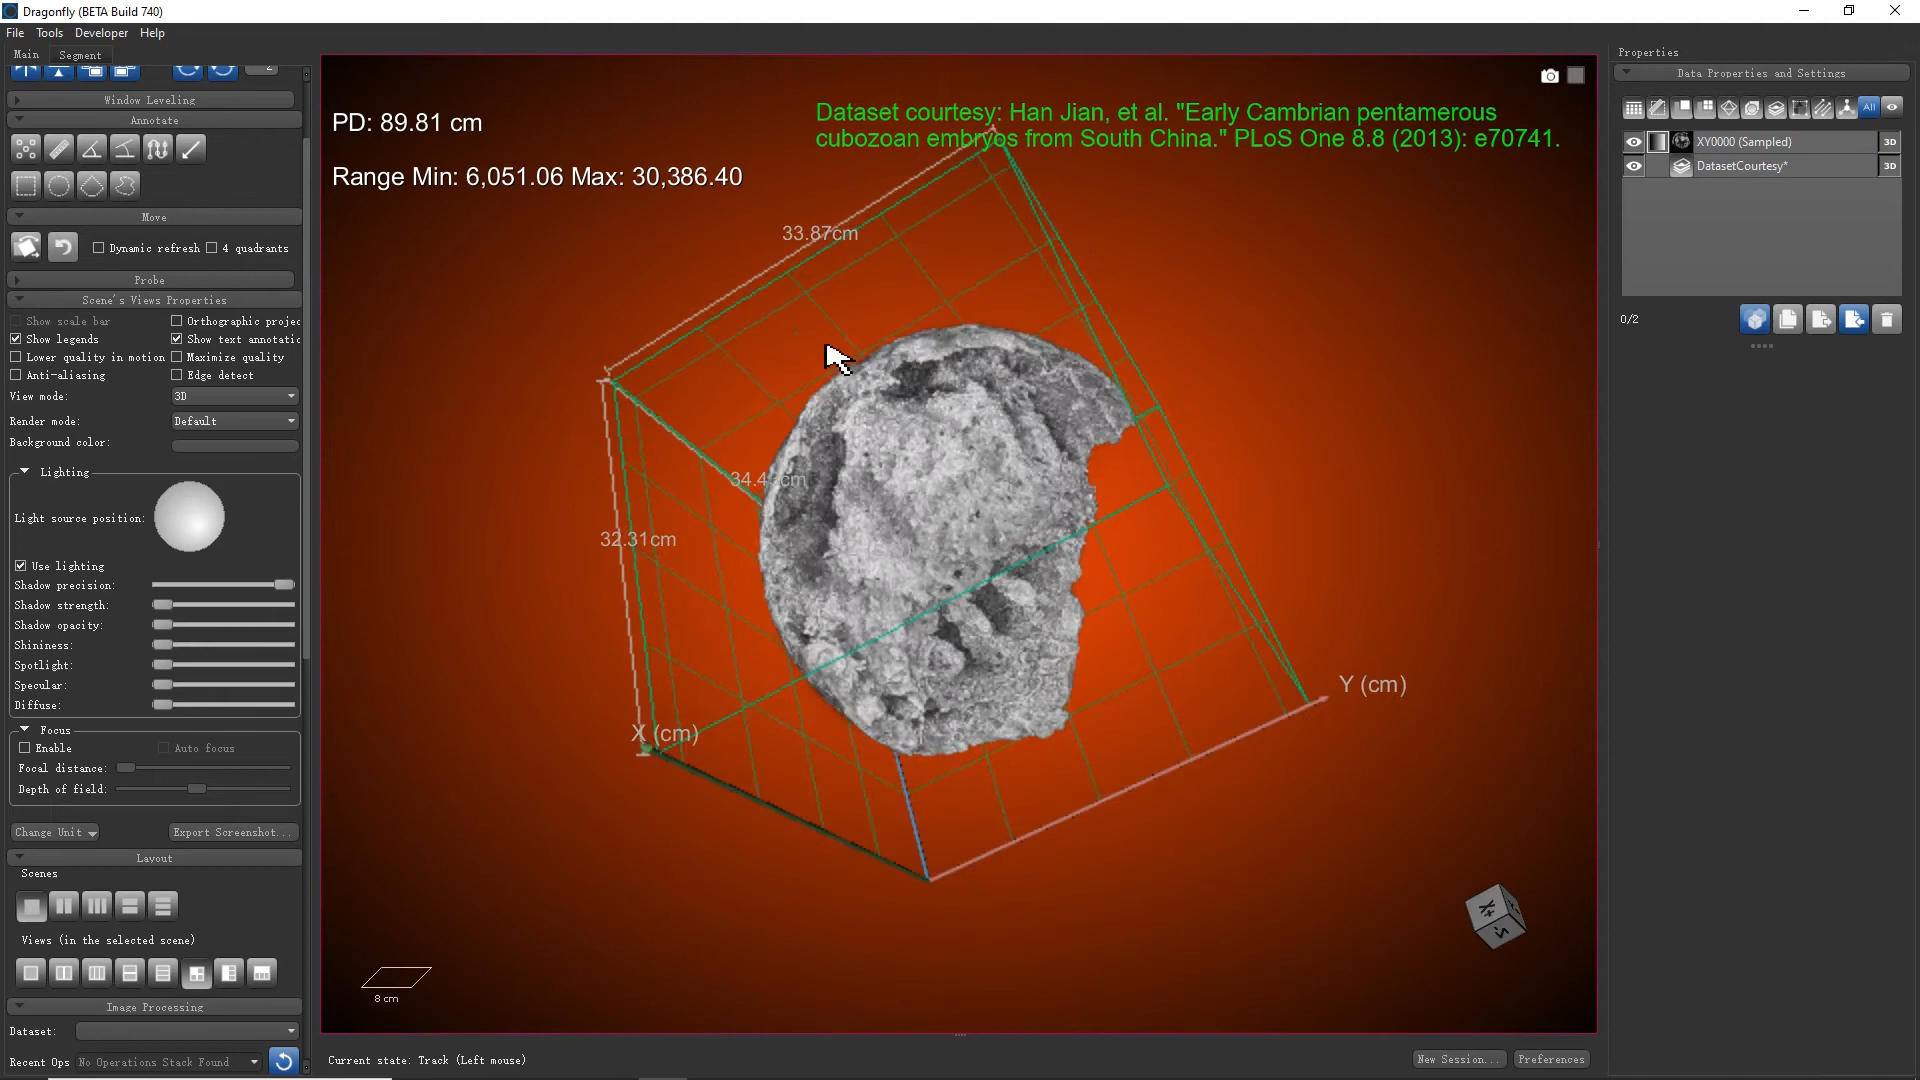 Dragonfly (BETA Build 740)
File Tools Developer Help
Main Segment
Window Leveling
Annotate
Move
Dynamic refresh 4 quadrants
Probe
Scene's Views Properties
Show scale bar Orthographic projec
Show legends Show text annotatic
Lower quality in motion Maximize quality
Anti-aliasing Edge detect
View mode: 3D
Render mode: Default
Background color:
Lighting
Light source position:
Use lighting
Shadow precision:
Shadow strength:
Shadow opacity:
Shininess:
Spotlight:
Specular:
Diffuse:
Focus
Enable Auto focus
Focal distance:
Depth of field:
Change Unit Export Screenshot...
Layout
Scenes
Views (in the selected scene)
Image Processing
Dataset:
Recent Ops No Operations Stack Found
PD: 89.81 cm
Range Min: 6,051.06 Max: 30,386.40
Dataset courtesy: Han Jian, et al. "Early Cambrian pentamerous
cubozoan embryos from South China." PLoS One 8.8 (2013): e70741.
33.87cm
32.31cm
X (cm)
Y (cm)
X+
8 cm
Current state: Track (Left mouse)
New Session... Preferences
Properties
Data Properties and Settings
All
XY0000 (Sampled) 3D
DatasetCourtesy* 3D
0/2